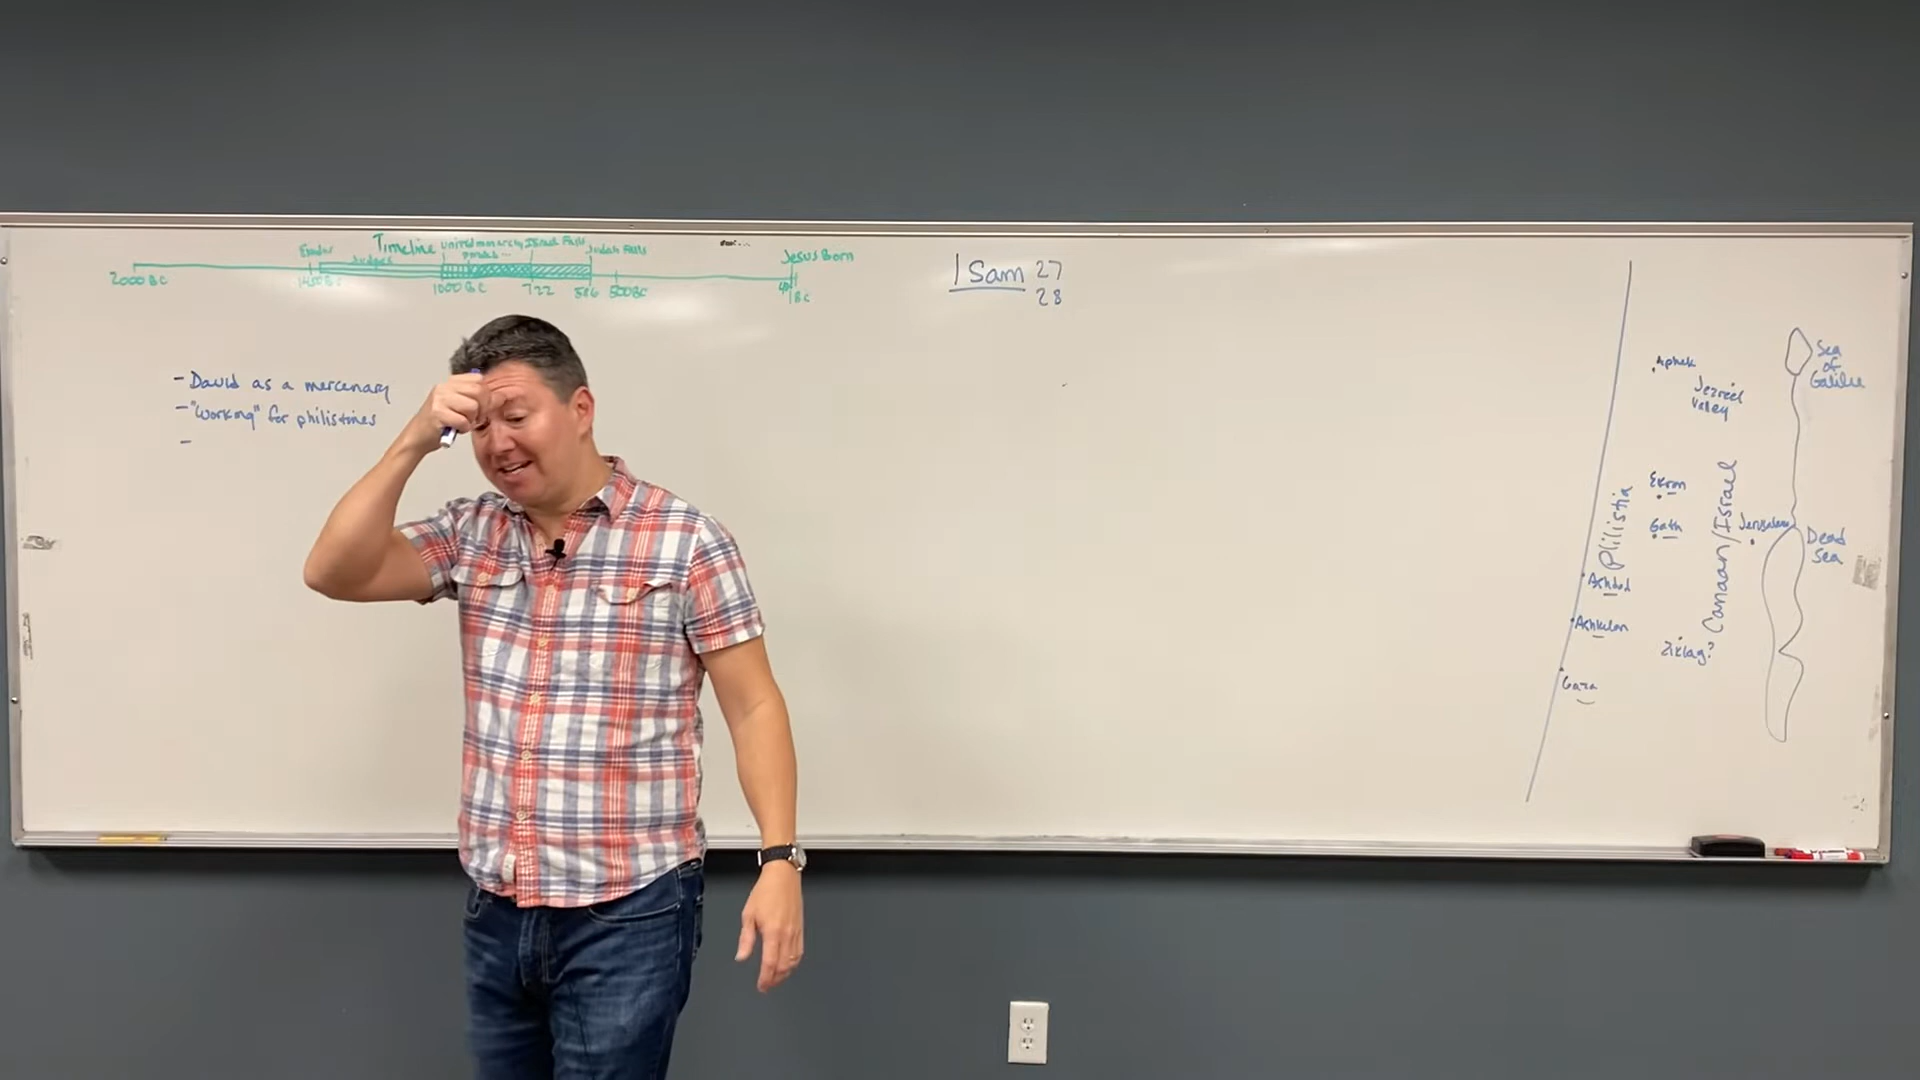 Timeline
United monarchy Israel Falls
Judah Falls
Judges
Jesus Born
2000 BC
1450 BC
1000 BC
722
586
500BC
1 BC
1 Sam 27
28
- David as a mercenary
- "Working" for philistines
-
Aphek
Jezreel
Valley
Sea
of
Galilee
Ekron
Gath
Philistia
Canaan/Israel
Jerusalem
Dead
Sea
Ashdod
Ashkelon
Ziklag?
Gaza